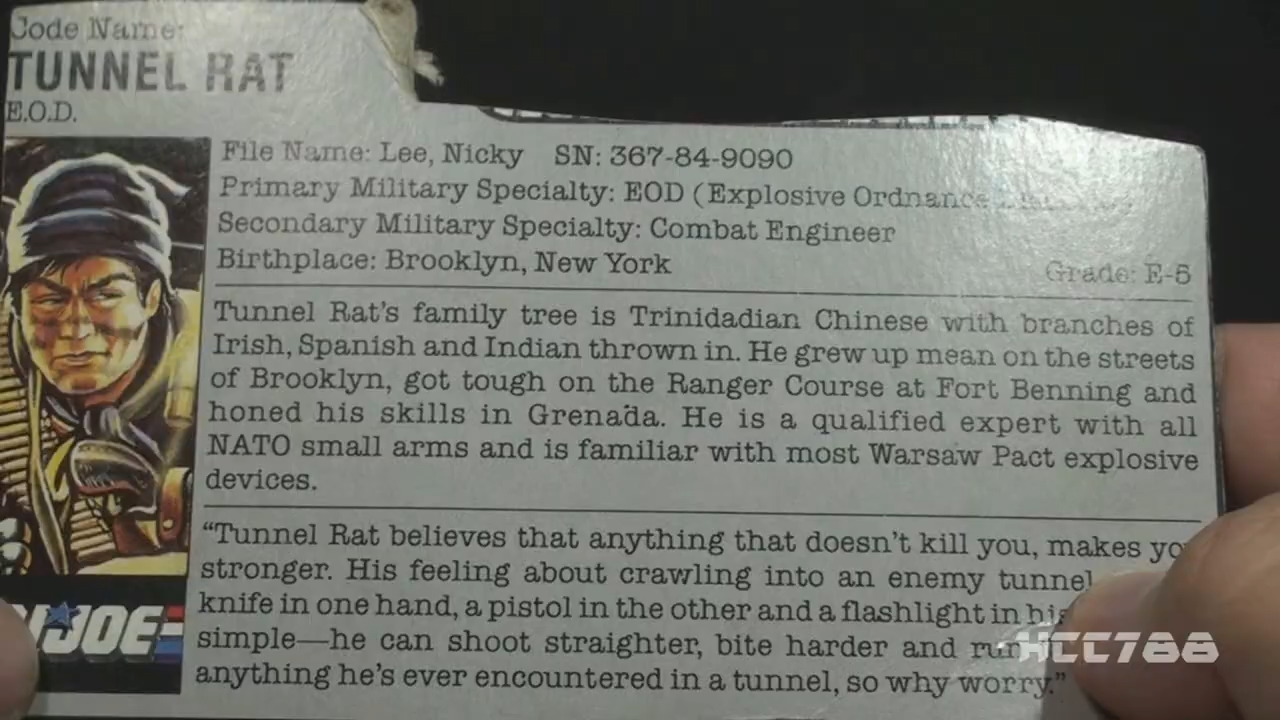 Code Name:
TUNNEL RAT
E.O.D.
File Name: Lee, Nicky SN: 367-84-9090
Primary Military Specialty: EOD (Explosive Ordnance
Secondary Military Specialty: Combat Engineer
Birthplace: Brooklyn, New York Grade: E-5
Tunnel Rat's family tree is Trinidadian Chinese with branches of
Irish, Spanish and Indian thrown in. He grew up mean on the streets
of Brooklyn, got tough on the Ranger Course at Fort Benning and
honed his skills in Grenada. He is a qualified expert with all
NATO small arms and is familiar with most Warsaw Pact explosive
devices.
"Tunnel Rat believes that anything that doesn't kill you, makes
stronger. His feeling about crawling into an enemy tunnel
knife in one hand, a pistol in the other and a flashlight in his
simple—he can shoot straighter, bite harder and run
anything he's ever encountered in a tunnel, so why worry."
JOE
HCC788